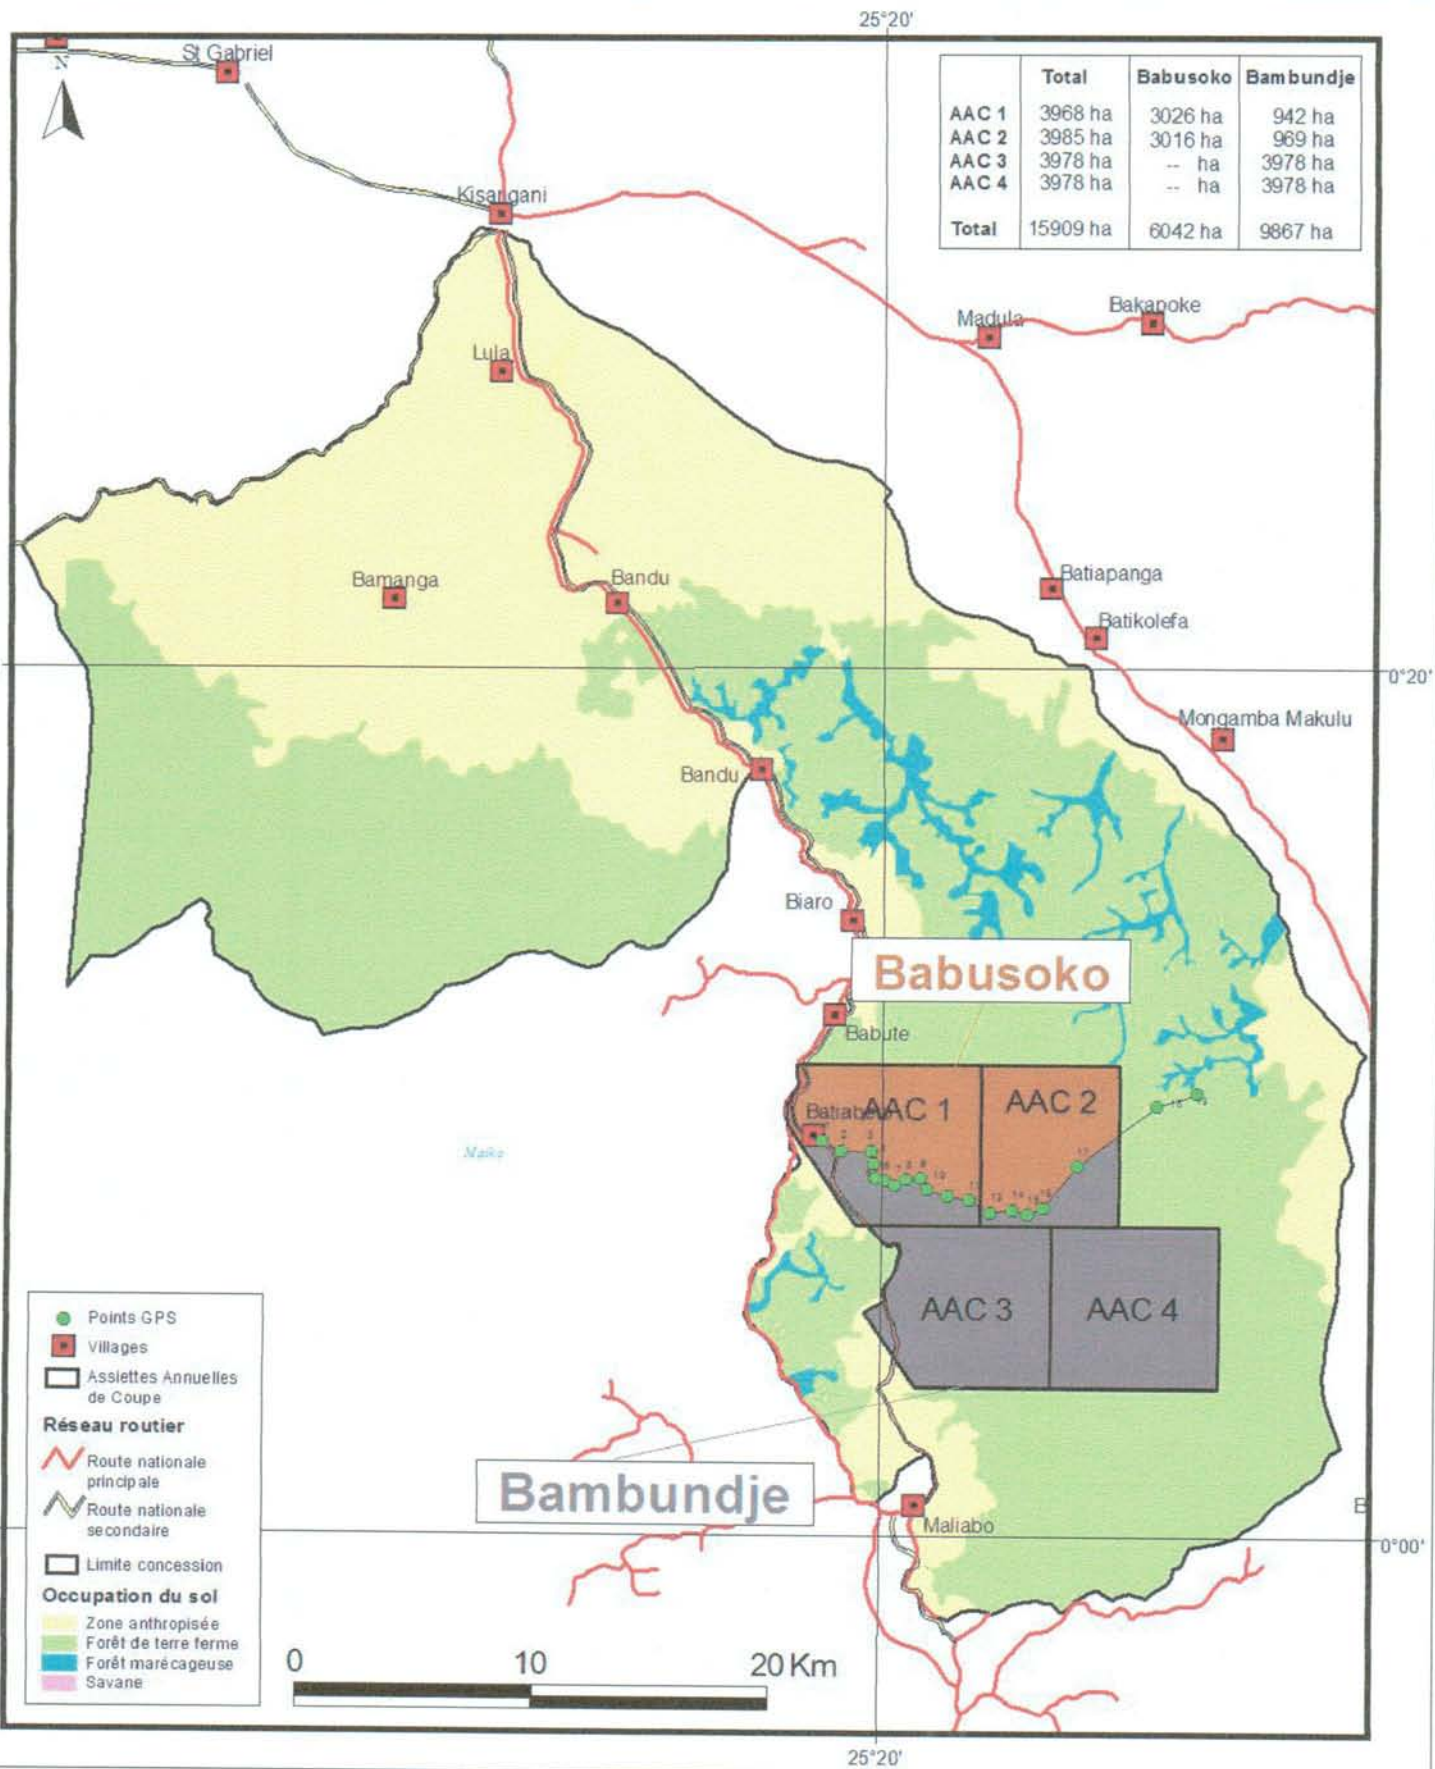 25°20'
St Gabriel
N
Total Babusoko Bambundje
AAC 1 3968 ha 3026 ha 942 ha
AAC 2 3985 ha 3016 ha 969 ha
AAC 3 3978 ha -- ha 3978 ha
AAC 4 3978 ha -- ha 3978 ha
Total 15909 ha 6042 ha 9867 ha
Kisangani
Madula
Bakapoke
Lula
Bamanga
Bandu
Batiapanga
Batikolefa
0°20'
Mongamba Makulu
Bandu
Biaro
Babusoko
Babute
AAC 1
AAC 2
Maiko
AAC 3
AAC 4
Points GPS
Villages
Assiettes Annuelles
de Coupe
Réseau routier
Route nationale
principale
Route nationale
secondaire
Limite concession
Occupation du sol
Zone anthropisée
Forêt de terre ferme
Forêt marécageuse
Savane
Bambundje
Maliabo
B
0°00'
0 10 20 Km
25°20'